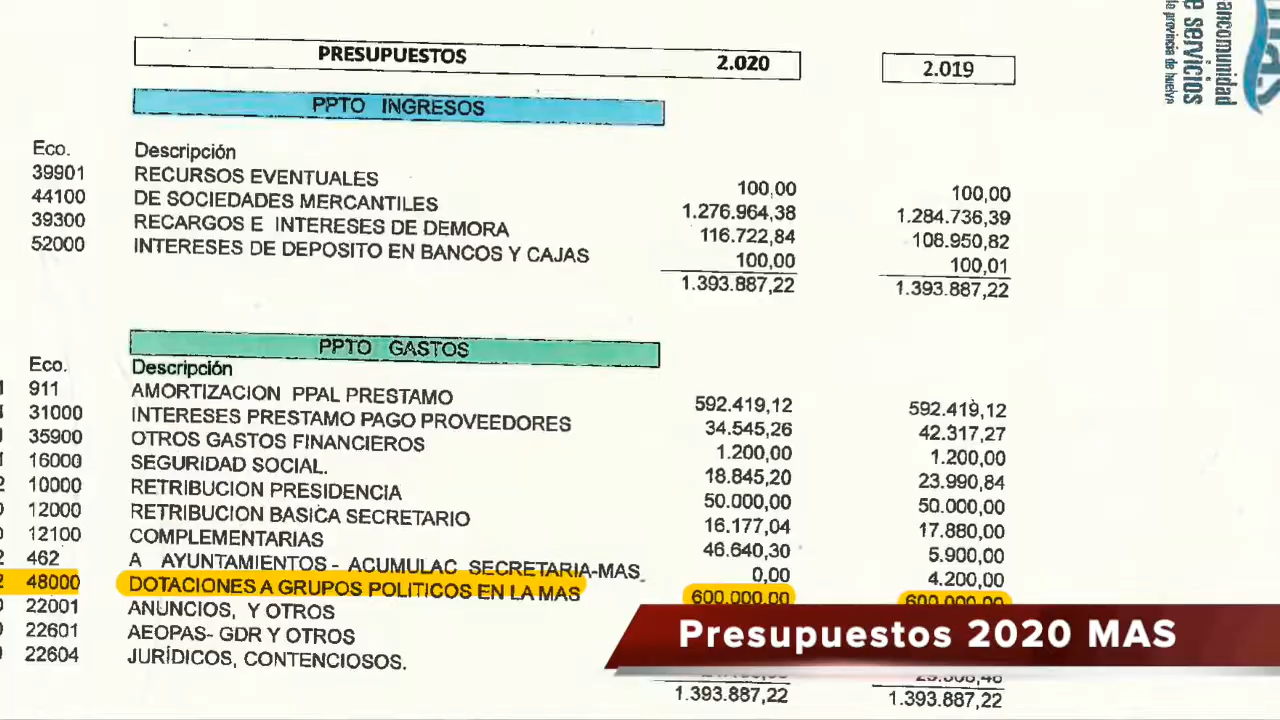 PRESUPUESTOS 2.020 2.019
PPTO INGRESOS
Eco. Descripción
39901 RECURSOS EVENTUALES 100,00 100,00
44100 DE SOCIEDADES MERCANTILES 1.276.964,38 1.284.736,39
39300 RECARGOS E INTERESES DE DEMORA 116.722,84 108.950,82
52000 INTERESES DE DEPOSITO EN BANCOS Y CAJAS 100,00 100,01
1.393.887,22 1.393.887,22
PPTO GASTOS
Eco. Descripción
911 AMORTIZACION PPAL PRESTAMO 592.419,12 592.419,12
31000 INTERESES PRESTAMO PAGO PROVEEDORES 34.545,26 42.317,27
35900 OTROS GASTOS FINANCIEROS 1.200,00 1.200,00
16000 SEGURIDAD SOCIAL. 18.845,20 23.990,84
10000 RETRIBUCION PRESIDENCIA 50.000,00 50.000,00
12000 RETRIBUCION BASICA SECRETARIO 16.177,04 17.880,00
12100 COMPLEMENTARIAS 46.640,30 5.900,00
462 A AYUNTAMIENTOS - ACUMULAC SECRETARIA-MAS 0,00 4.200,00
48000 DOTACIONES A GRUPOS POLITICOS EN LA MAS 600.000,00 600.000,00
22001 ANUNCIOS, Y OTROS
22601 AEOPAS- GDR Y OTROS
22604 JURÍDICOS, CONTENCIOSOS.
1.393.887,22 1.393.887,22
Presupuestos 2020 MAS
ancomunidad
e servicios
la provincia de huelva